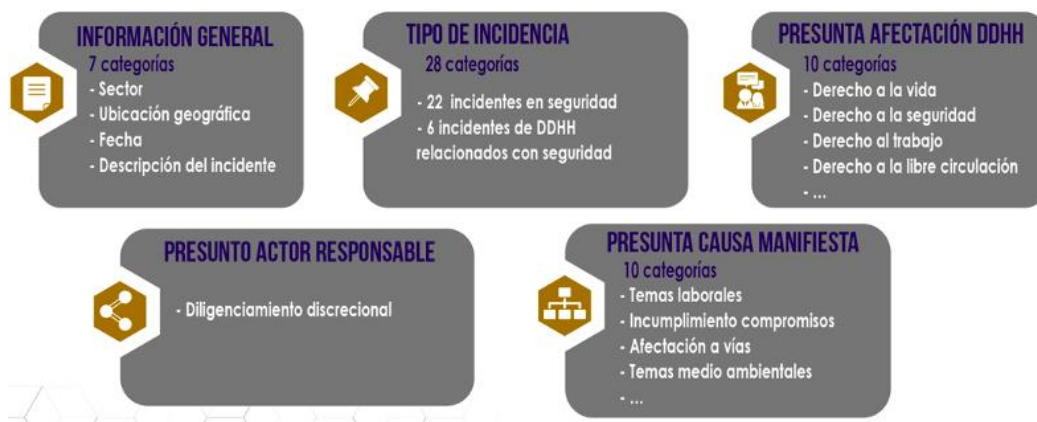 INFORMACIÓN GENERAL
7 categorías
- Sector
- Ubicación geográfica
- Fecha
- Descripción del incidente
TIPO DE INCIDENCIA
28 categorías
- 22 incidentes en seguridad
- 6 incidentes de DDHH
relacionados con seguridad
PRESUNTA AFECTACIÓN DDHH
10 categorías
- Derecho a la vida
- Derecho a la seguridad
- Derecho al trabajo
- Derecho a la libre circulación
- ...
PRESUNTO ACTOR RESPONSABLE
- Diligenciamiento discrecional
PRESUNTA CAUSA MANIFIESTA
10 categorías
- Temas laborales
- Incumplimiento compromisos
- Afectación a vías
- Temas medio ambientales
- ...